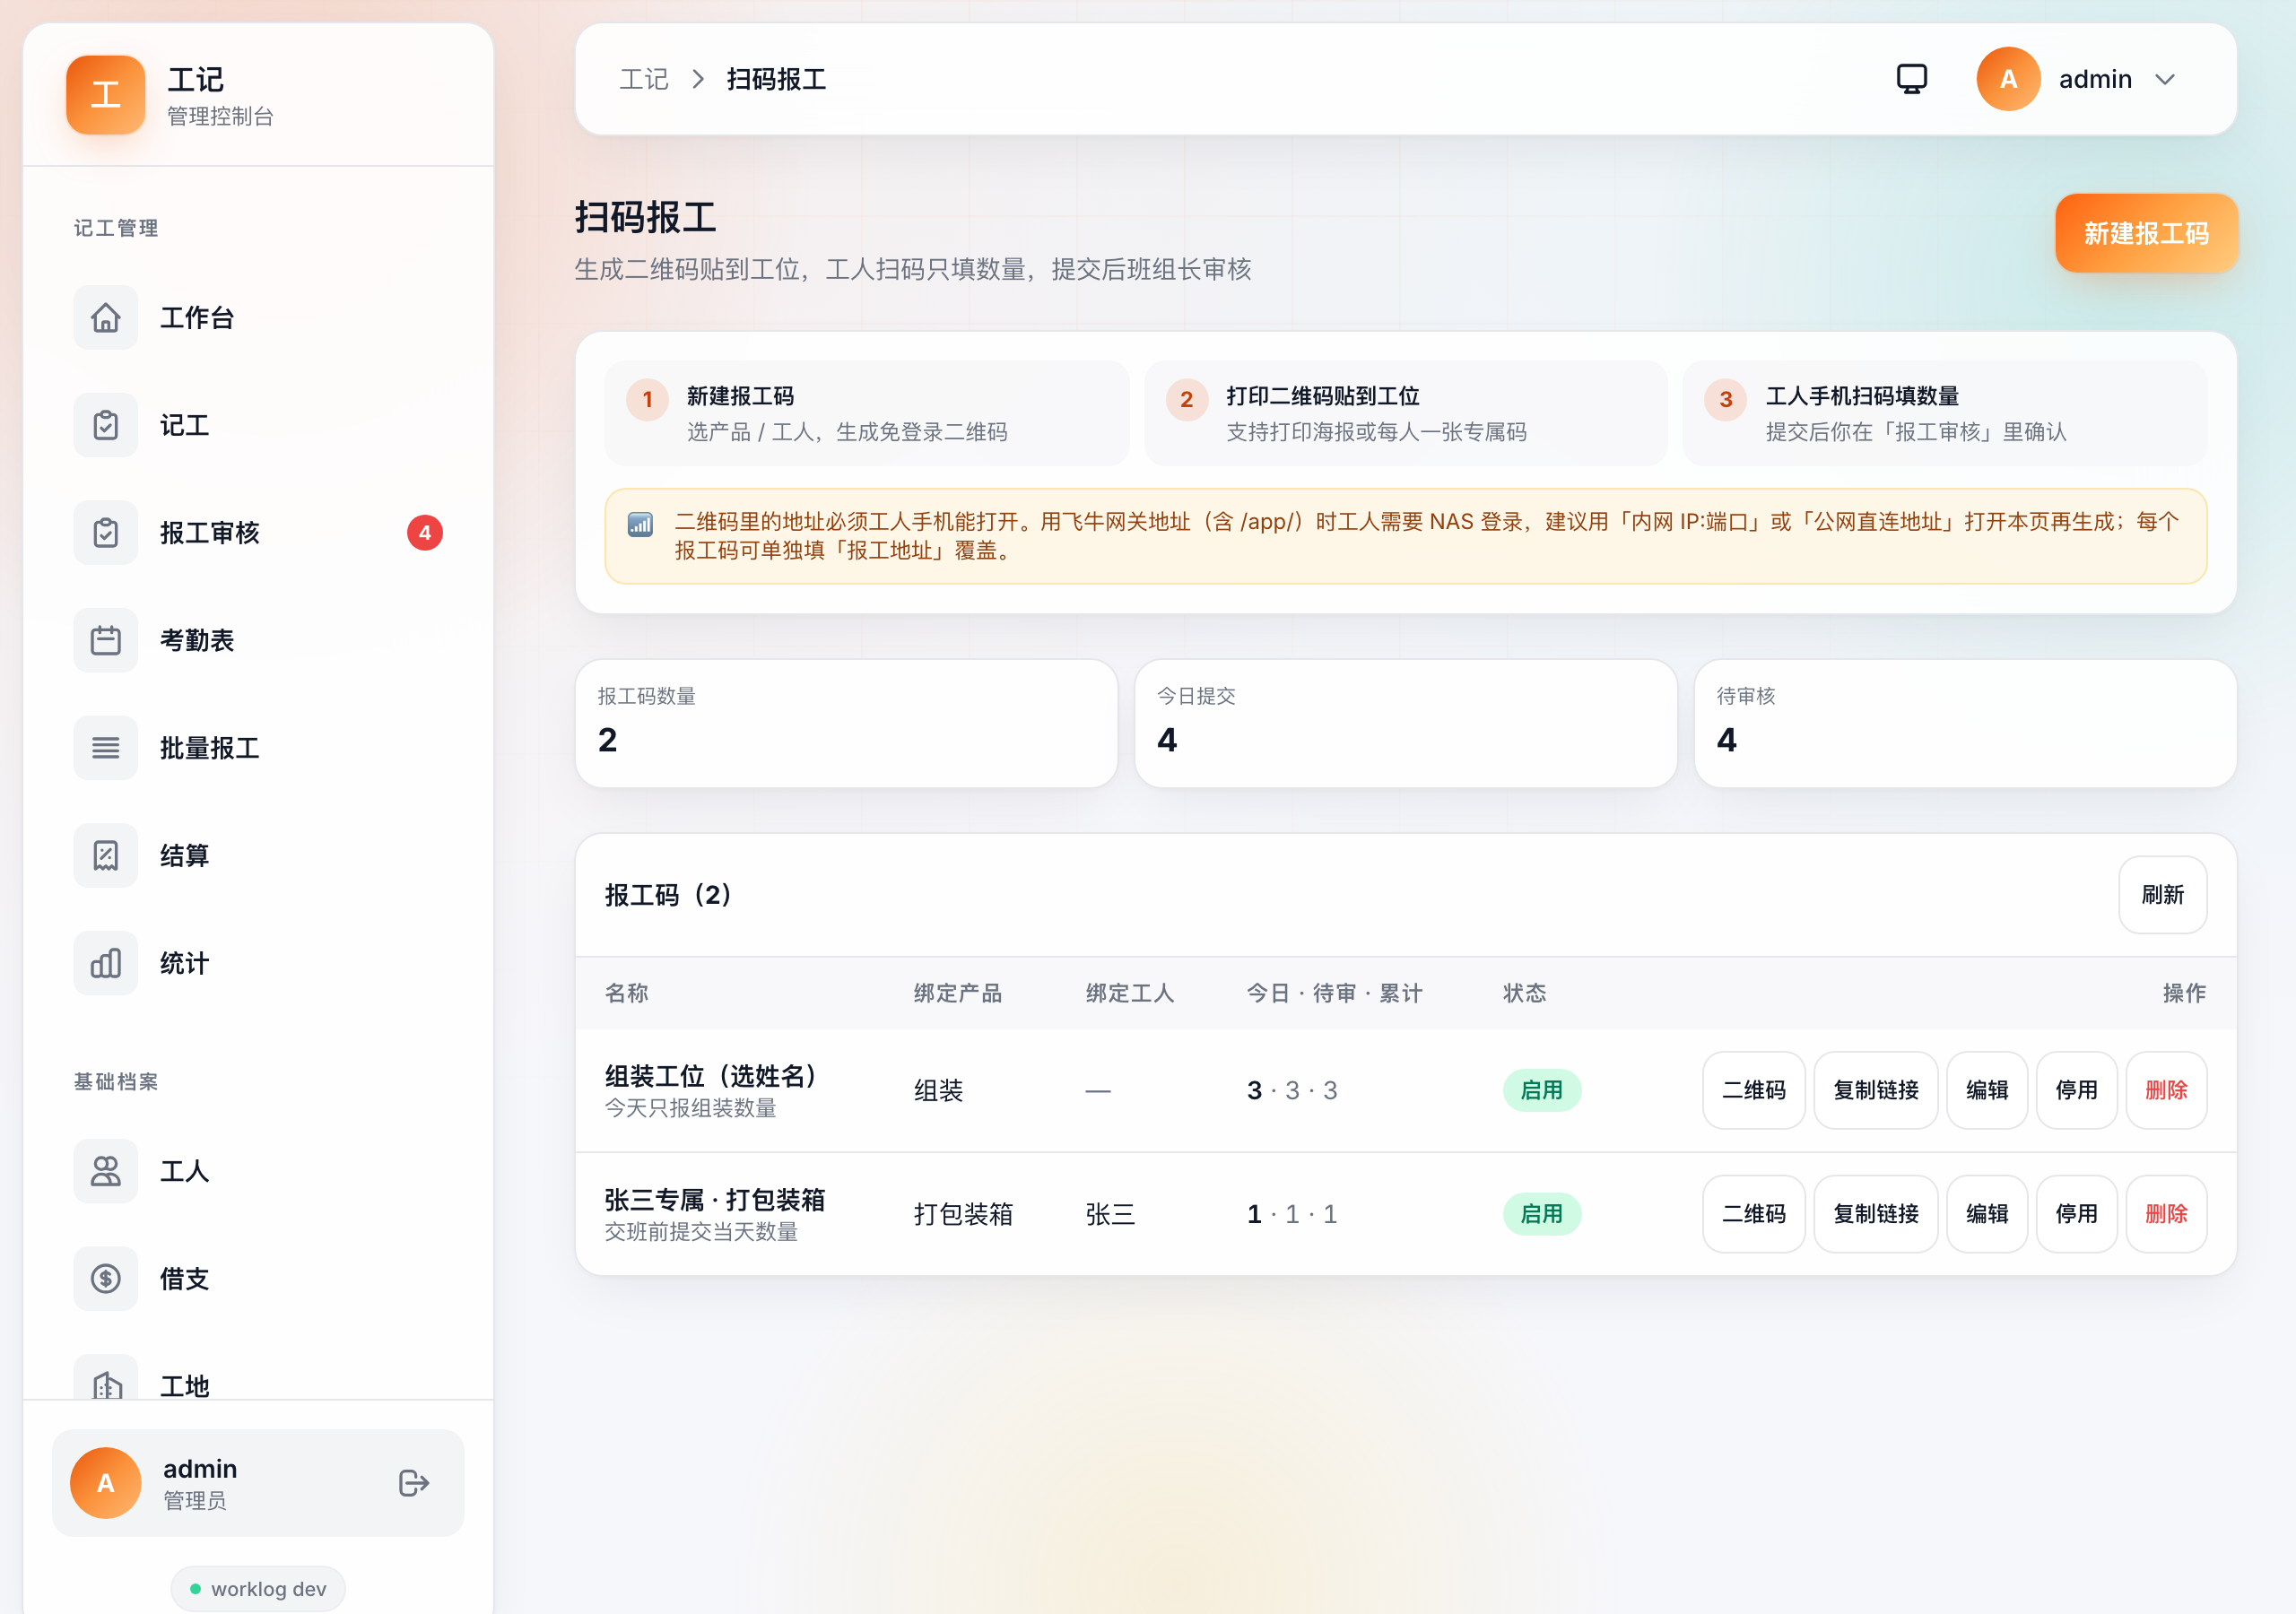 工
工记
管理控制台
记工管理
工作台
记工
报工审核
4
考勤表
批量报工
结算
统计
基础档案
工人
借支
工地
A
admin
管理员
worklog dev
工记
扫码报工
A
admin
扫码报工
生成二维码贴到工位，工人扫码只填数量，提交后班组长审核
新建报工码
1
新建报工码
选产品 / 工人，生成免登录二维码
2
打印二维码贴到工位
支持打印海报或每人一张专属码
3
工人手机扫码填数量
提交后你在「报工审核」里确认
二维码里的地址必须工人手机能打开。用飞牛网关地址（含 /app/）时工人需要 NAS 登录，建议用「内网 IP:端口」或「公网直连地址」打开本页再生成；每个
报工码可单独填「报工地址」覆盖。
报工码数量
2
今日提交
4
待审核
4
报工码（2）
刷新
名称 绑定产品 绑定工人 今日 · 待审 · 累计 状态 操作
组装工位（选姓名）
今天只报组装数量
组装 — 3 · 3 · 3 启用 二维码 复制链接 编辑 停用 删除
张三专属 · 打包装箱
交班前提交当天数量
打包装箱 张三 1 · 1 · 1 启用 二维码 复制链接 编辑 停用 删除